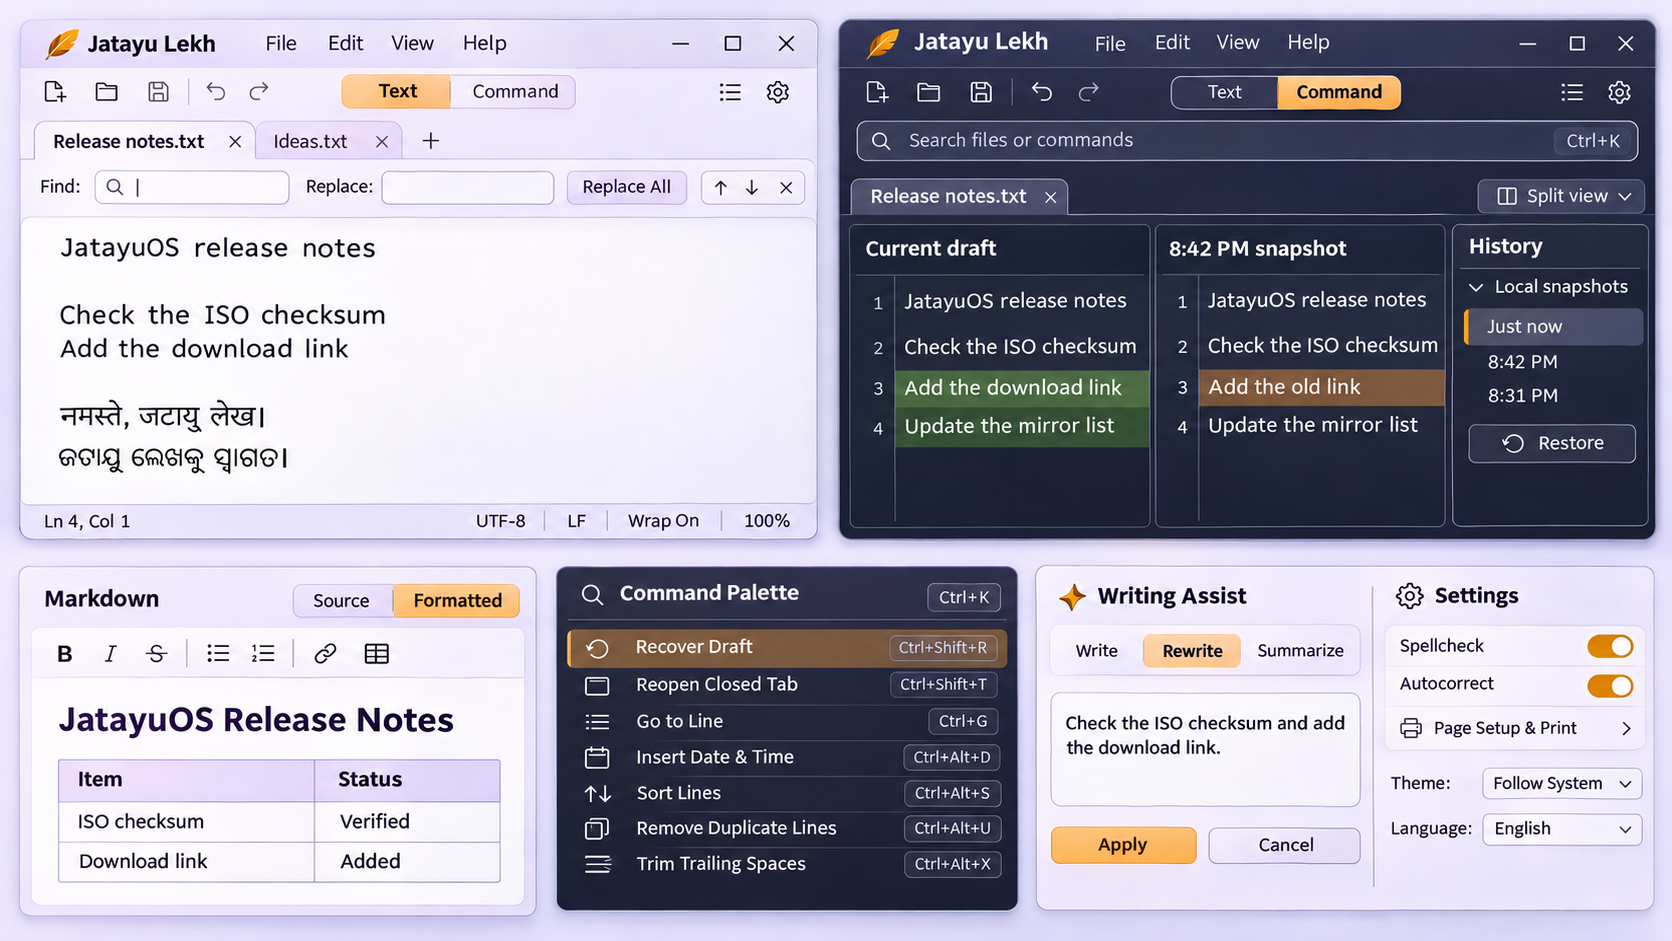 Jatayu Lekh File Edit View Help
Text Command
Release notes.txt Ideas.txt
Find: Replace: Replace All
JatayuOS release notes
Check the ISO checksum
Add the download link
नमस्ते, जटायु लेख।
ଜଟାୟୁ ଲେଖକୁ ସ୍ୱାଗତ।
Ln 4, Col 1 UTF-8 LF Wrap On 100%
Jatayu Lekh File Edit View Help
Text Command
Search files or commands Ctrl+K
Release notes.txt Split view
Current draft
1 JatayuOS release notes
2 Check the ISO checksum
3 Add the download link
4 Update the mirror list
8:42 PM snapshot
1 JatayuOS release notes
2 Check the ISO checksum
3 Add the old link
4 Update the mirror list
History
Local snapshots
Just now
8:42 PM
8:31 PM
Restore
Markdown Source Formatted
B I S
JatayuOS Release Notes
Item Status
ISO checksum Verified
Download link Added
Command Palette Ctrl+K
Recover Draft Ctrl+Shift+R
Reopen Closed Tab Ctrl+Shift+T
Go to Line Ctrl+G
Insert Date & Time Ctrl+Alt+D
Sort Lines Ctrl+Alt+S
Remove Duplicate Lines Ctrl+Alt+U
Trim Trailing Spaces Ctrl+Alt+X
Writing Assist
Write Rewrite Summarize
Check the ISO checksum and add
the download link.
Apply Cancel
Settings
Spellcheck
Autocorrect
Page Setup & Print
Theme: Follow System
Language: English